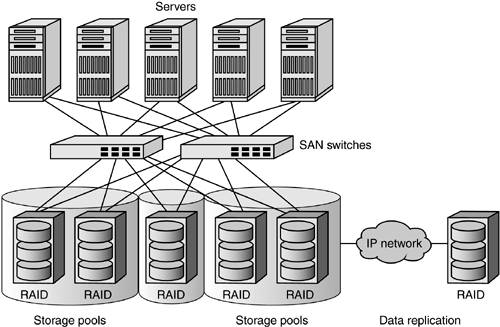 Servers
SAN switches
IP network
RAID
RAID
RAID
RAID
RAID
RAID
Storage pools
Storage pools
Data replication